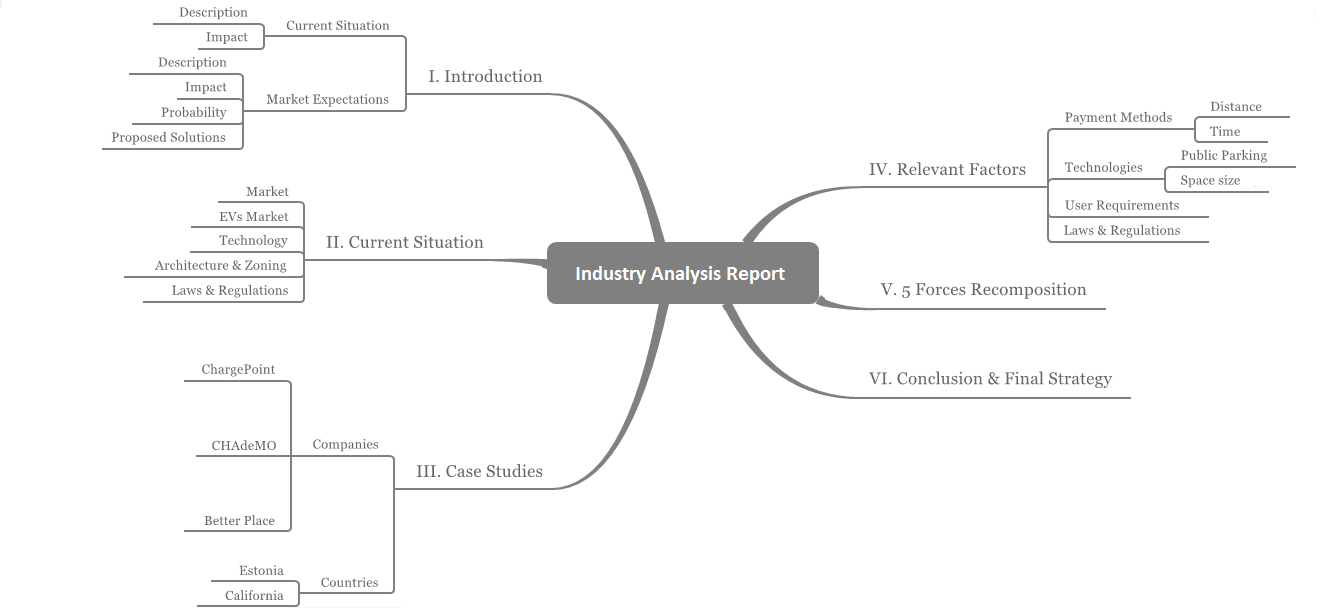 Industry Analysis Report
I. Introduction
Current Situation
Description
Impact
Market Expectations
Description
Impact
Probability
Proposed Solutions
II. Current Situation
Market
EVs Market
Technology
Architecture & Zoning
Laws & Regulations
III. Case Studies
Companies
ChargePoint
CHAdeMO
Better Place
Countries
Estonia
California
IV. Relevant Factors
Payment Methods
Distance
Time
Technologies
Public Parking
Space size
User Requirements
Laws & Regulations
V. 5 Forces Recomposition
VI. Conclusion & Final Strategy